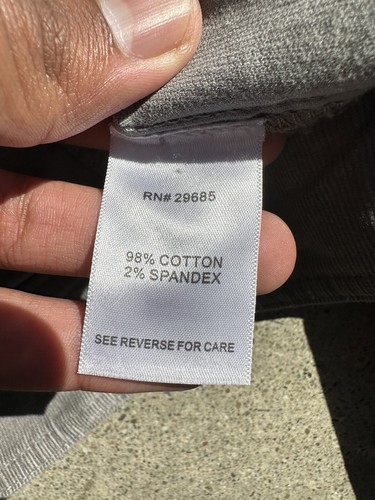 RN# 29685
98% COTTON
2% SPANDEX
SEE REVERSE FOR CARE